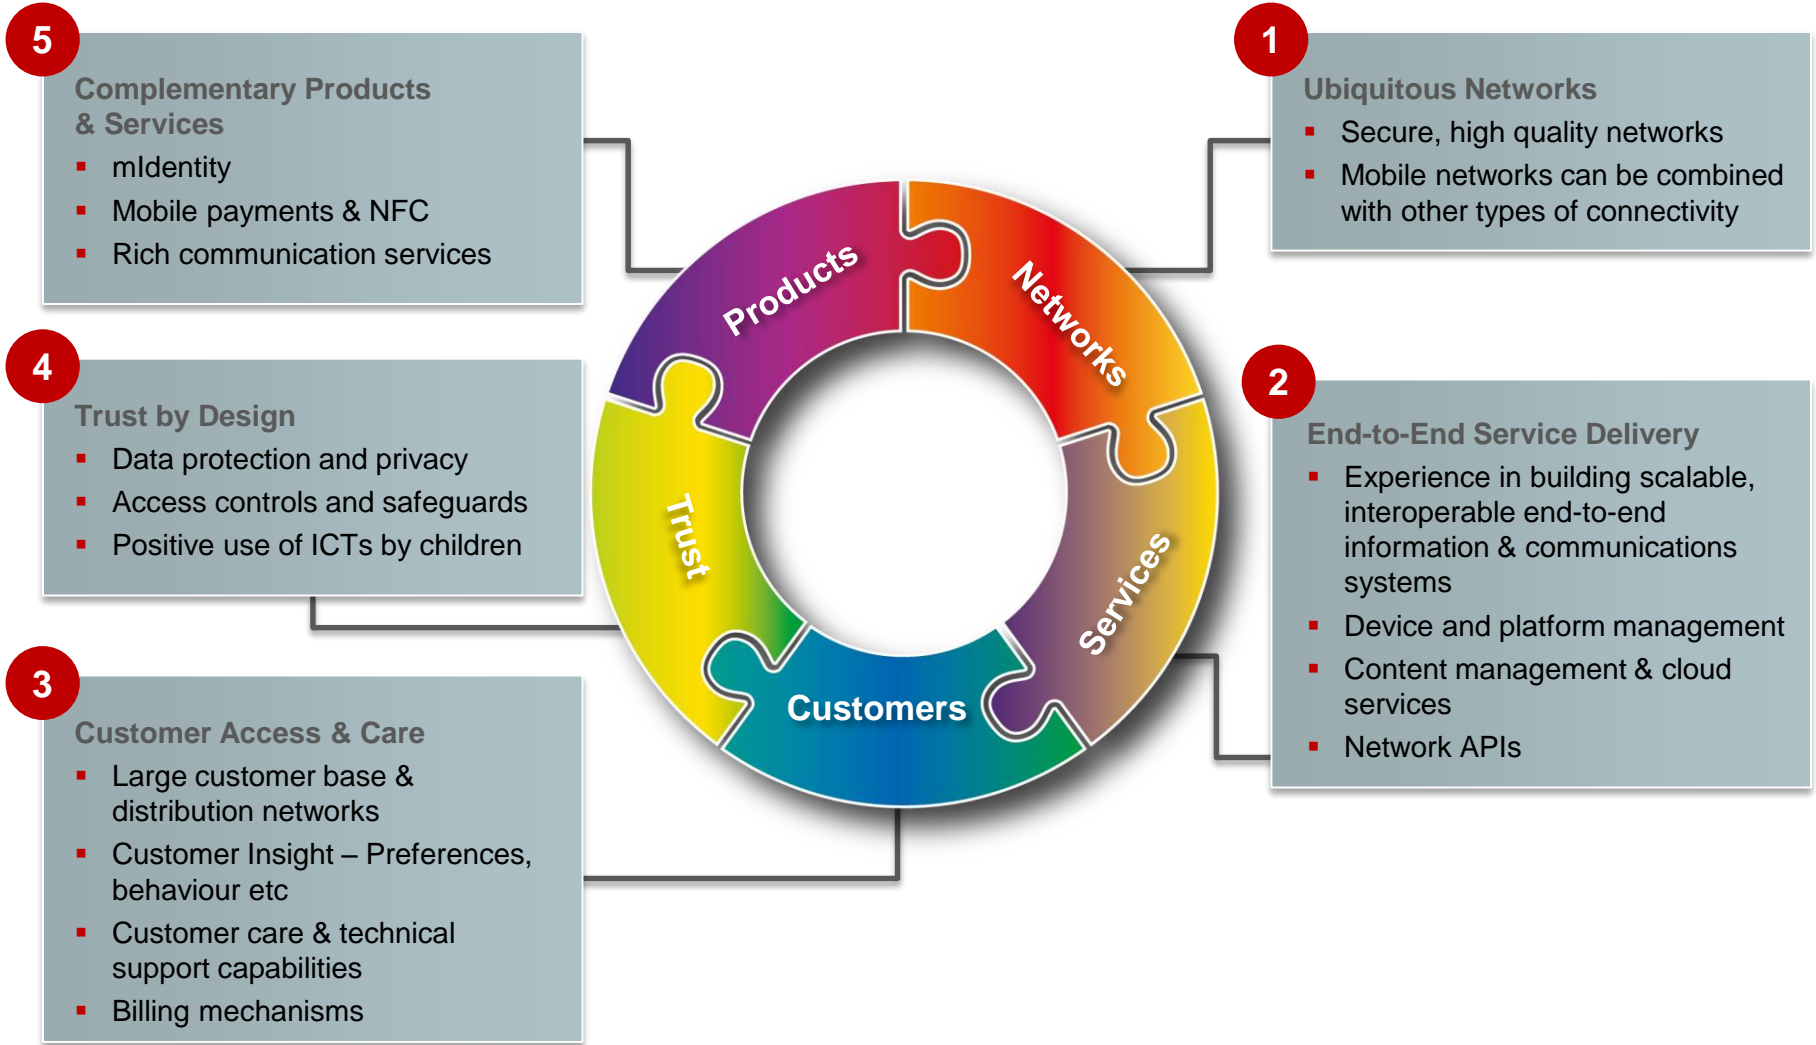 5
Complementary Products
& Services
▪ mIdentity
▪ Mobile payments & NFC
▪ Rich communication services
4
Trust by Design
▪ Data protection and privacy
▪ Access controls and safeguards
▪ Positive use of ICTs by children
3
Customer Access & Care
▪ Large customer base &
distribution networks
▪ Customer Insight – Preferences,
behaviour etc
▪ Customer care & technical
support capabilities
▪ Billing mechanisms
Products
Networks
Trust
Services
Customers
1
Ubiquitous Networks
▪ Secure, high quality networks
▪ Mobile networks can be combined
with other types of connectivity
2
End-to-End Service Delivery
▪ Experience in building scalable,
interoperable end-to-end
information & communications
systems
▪ Device and platform management
▪ Content management & cloud
services
▪ Network APIs